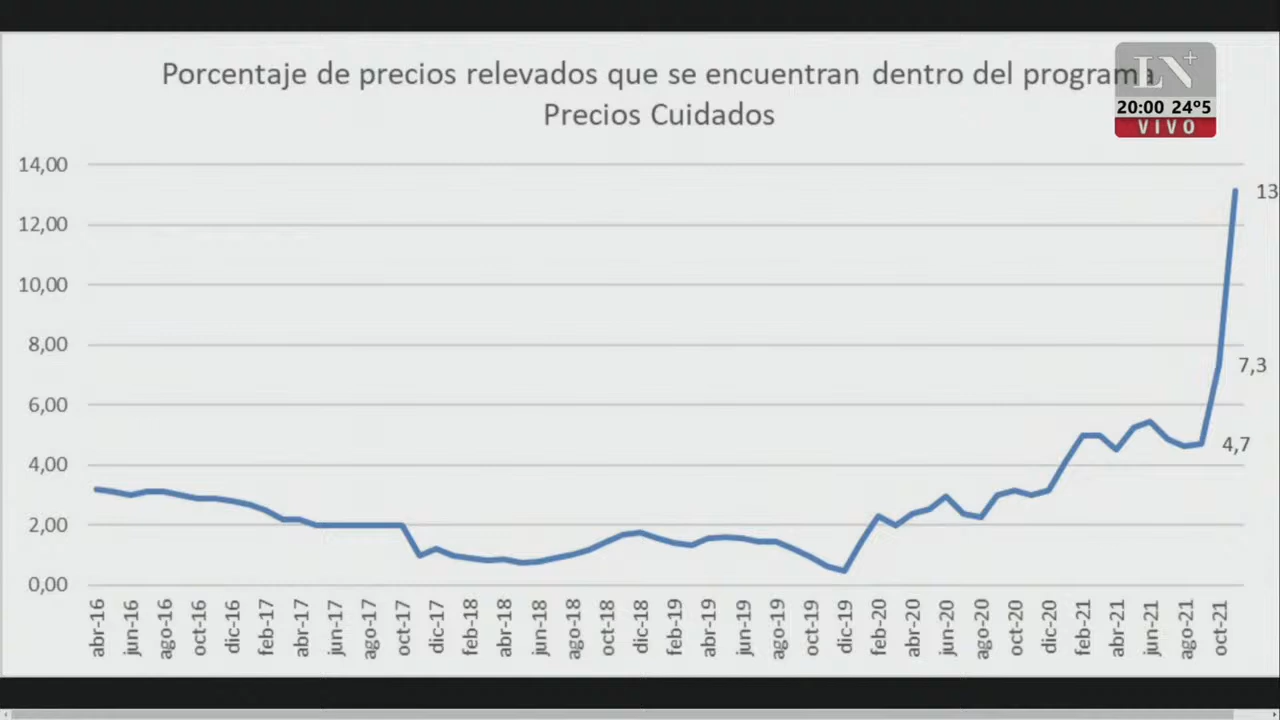 Porcentaje de precios relevados que se encuentran dentro del programa
Precios Cuidados
LN+
20:00 24º5
VIVO
14,00
12,00
10,00
8,00
6,00
4,00
2,00
0,00
13
7,3
4,7
abr-16
jun-16
ago-16
oct-16
dic-16
feb-17
abr-17
jun-17
ago-17
oct-17
dic-17
feb-18
abr-18
jun-18
ago-18
oct-18
dic-18
feb-19
abr-19
jun-19
ago-19
oct-19
dic-19
feb-20
abr-20
jun-20
ago-20
oct-20
dic-20
feb-21
abr-21
jun-21
ago-21
oct-21